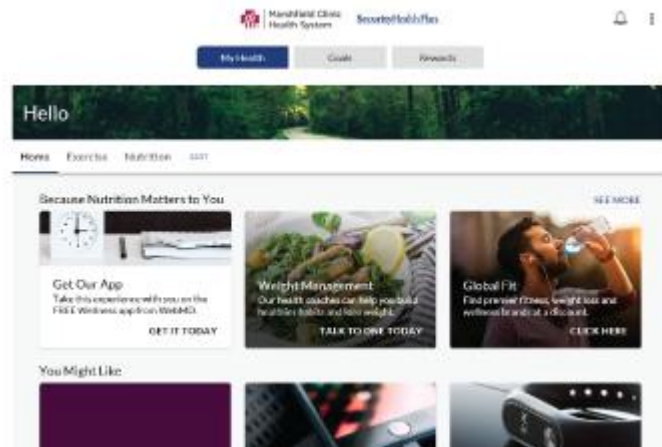 Marshfield Clinic
Health System
Security Health Plan
My Health
Goals
Rewards
Hello
Home Exercise Nutrition EDIT
Because Nutrition Matters to You
SEE MORE
Get Our App
Take this experience with you on the
FREE Wellness app from WebMD.
GET IT TODAY
Weight Management
Our health coaches can help you build
healthier habits and lose weight.
TALK TO ONE TODAY
Global Fit
Find premier fitness, weight loss and
wellness brands at a discount.
CLICK HERE
You Might Like